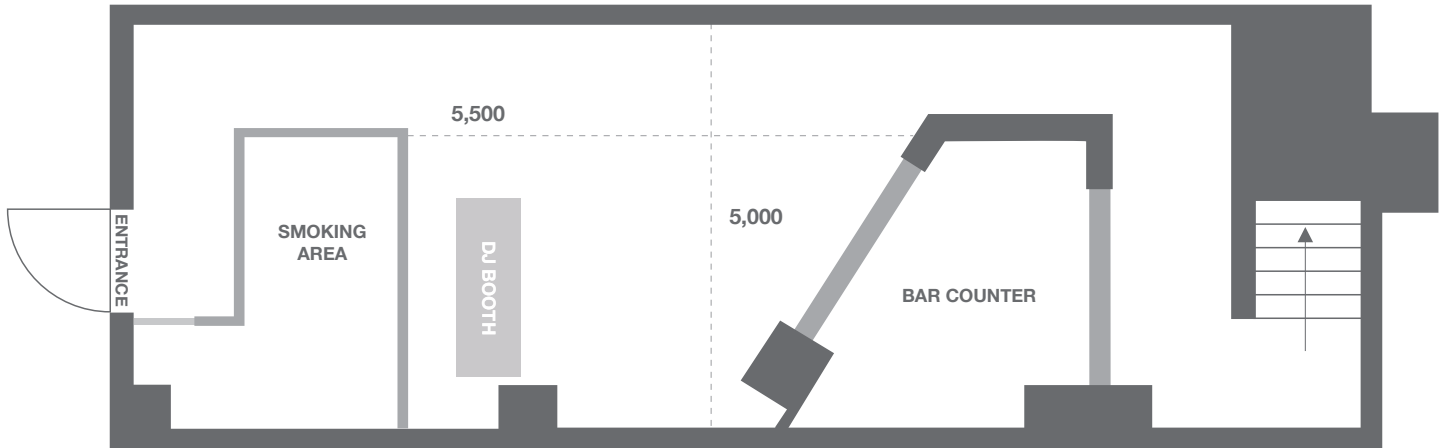 5,500
5,000
ENTRANCE
SMOKING
AREA
DJ BOOTH
BAR COUNTER